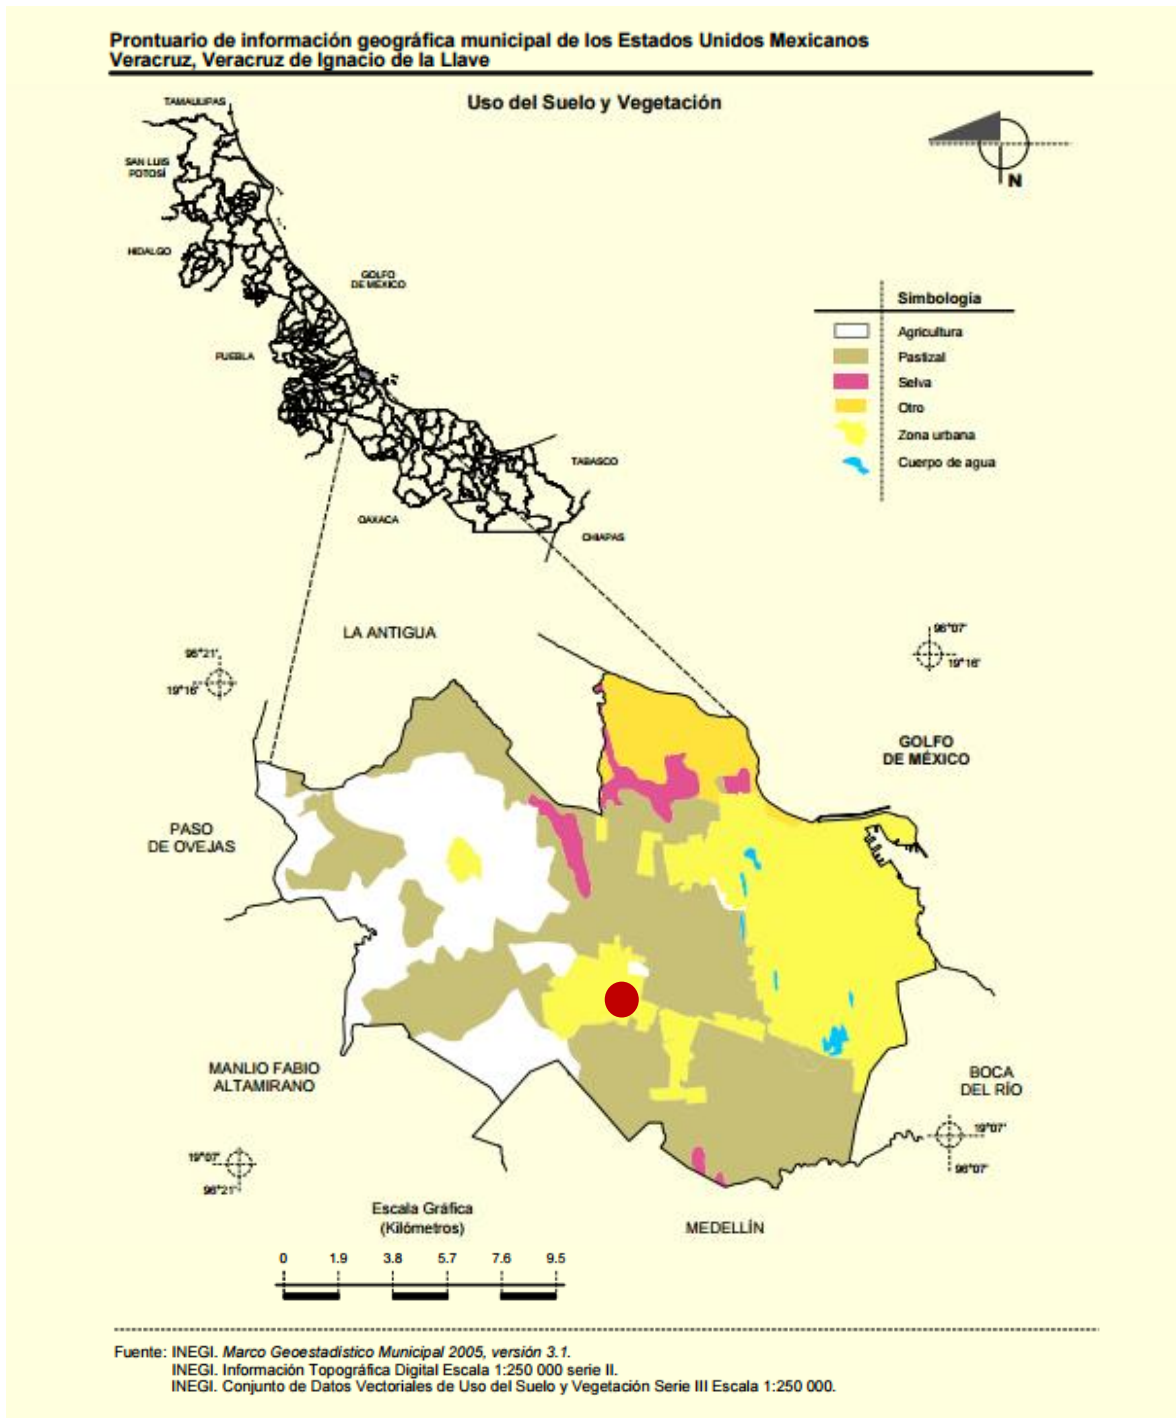 Prontuario de información geográfica municipal de los Estados Unidos Mexicanos
Veracruz, Veracruz de Ignacio de la Llave
Uso del Suelo y Vegetación
TAMAULIPAS
SAN LUIS
POTOSÍ
HIDALGO
GOLFO
DE MÉXICO
PUEBLA
TABASCO
OAXACA
CHIAPAS
N
Simbología
Agricultura
Pastizal
Selva
Otro
Zona urbana
Cuerpo de agua
LA ANTIGUA
96°21'
19°16'
96°07'
19°16'
GOLFO
DE MÉXICO
PASO
DE OVEJAS
MANLIO FABIO
ALTAMIRANO
BOCA
DEL RÍO
19°07'
96°21'
19°07'
96°07'
MEDELLÍN
Escala Gráfica
(Kilómetros)
0 1.9 3.8 5.7 7.6 9.5
Fuente: INEGI. Marco Geoestadístico Municipal 2005, versión 3.1.
INEGI. Información Topográfica Digital Escala 1:250 000 serie II.
INEGI. Conjunto de Datos Vectoriales de Uso del Suelo y Vegetación Serie III Escala 1:250 000.